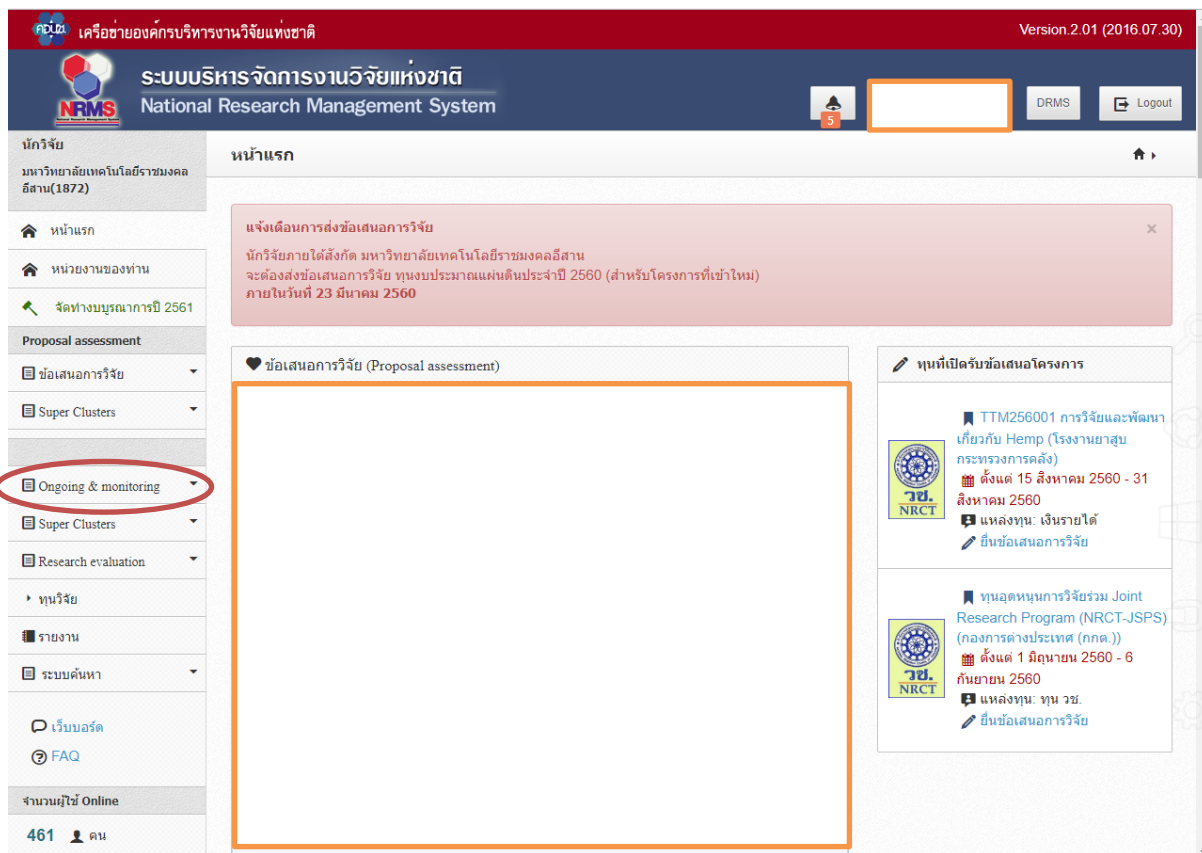 คอบช
เครือข่ายองค์กรบริหารงานวิจัยแห่งชาติ
Version.2.01 (2016.07.30)
NRMS
ระบบบริหารจัดการงานวิจัยแห่งชาติ
National Research Management System
5
DRMS
Logout
นักวิจัย
มหาวิทยาลัยเทคโนโลยีราชมงคล
อีสาน(1872)
หน้าแรก
หน้าแรก
หน่วยงานของท่าน
จัดทำงบบูรณาการปี 2561
Proposal assessment
ข้อเสนอการวิจัย
Super Clusters
Ongoing & monitoring
Super Clusters
Research evaluation
ทุนวิจัย
รายงาน
ระบบค้นหา
เว็บบอร์ด
FAQ
จำนวนผู้ใช้ Online
461 คน
แจ้งเตือนการส่งข้อเสนอการวิจัย
×
นักวิจัยภายใต้สังกัด มหาวิทยาลัยเทคโนโลยีราชมงคลอีสาน
จะต้องส่งข้อเสนอการวิจัย ทุนงบประมาณแผ่นดินประจำปี 2560 (สำหรับโครงการที่เข้าใหม่)
ภายในวันที่ 23 มีนาคม 2560
ข้อเสนอการวิจัย (Proposal assessment)
ทุนที่เปิดรับข้อเสนอโครงการ
วช.
NRCT
TTM256001 การวิจัยและพัฒนา
เกี่ยวกับ Hemp (โรงงานยาสูบ
กระทรวงการคลัง)
ตั้งแต่ 15 สิงหาคม 2560 - 31
สิงหาคม 2560
แหล่งทุน: เงินรายได้
ยื่นข้อเสนอการวิจัย
วช.
NRCT
ทุนอุดหนุนการวิจัยร่วม Joint
Research Program (NRCT-JSPS)
(กองการต่างประเทศ (กกต.))
ตั้งแต่ 1 มิถุนายน 2560 - 6
กันยายน 2560
แหล่งทุน: ทุน วช.
ยื่นข้อเสนอการวิจัย